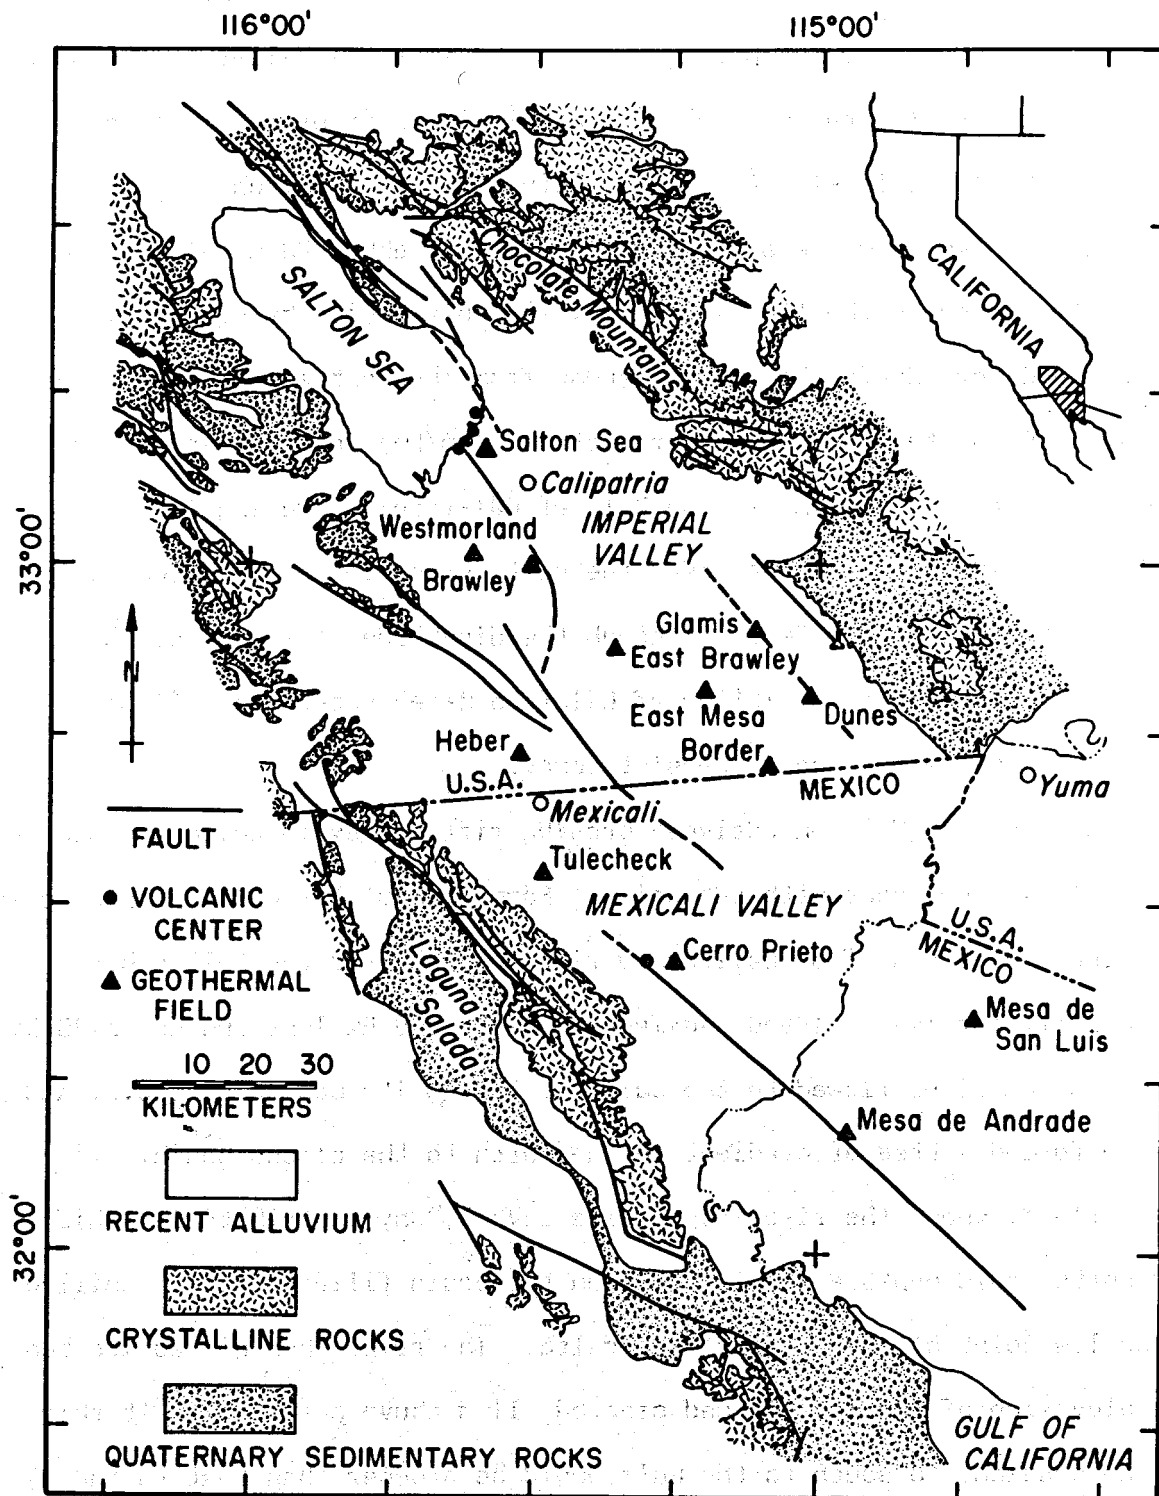 116°00'
115°00'
CALIFORNIA
Chocolate Mountains
SALTON SEA
Salton Sea
Calipatria
IMPERIAL
VALLEY
Westmorland
Brawley
33°00'
Glamis
East Brawley
East Mesa
Dunes
Border
Heber
U.S.A.
MEXICO
Yuma
Mexicali
N
FAULT
VOLCANIC
CENTER
GEOTHERMAL
FIELD
10 20 30
KILOMETERS
Tulecheck
MEXICALI VALLEY
Cerro Prieto
Laguna
Salada
U.S.A.
MEXICO
Mesa de
San Luis
Mesa de Andrade
32°00'
RECENT ALLUVIUM
CRYSTALLINE ROCKS
QUATERNARY SEDIMENTARY ROCKS
GULF OF
CALIFORNIA